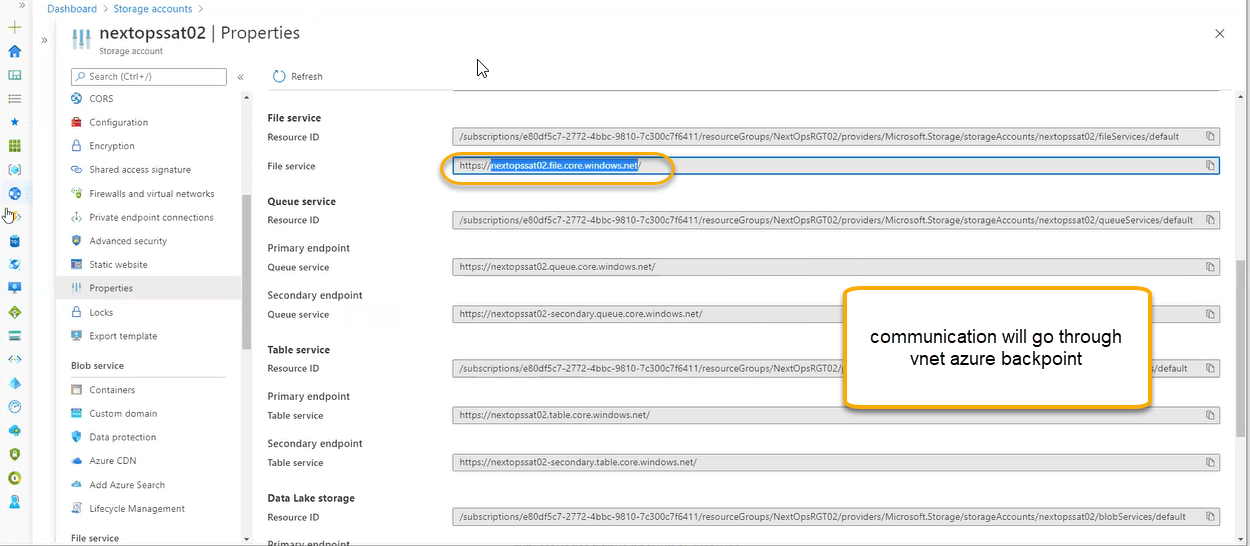 Dashboard > Storage accounts >
nextopssat02 | Properties
Storage account
Search (Ctrl+/)
Refresh
CORS
Configuration
Encryption
Shared access signature
Firewalls and virtual networks
Private endpoint connections
Advanced security
Static website
Properties
Locks
Export template
Blob service
Containers
Custom domain
Data protection
Azure CDN
Add Azure Search
Lifecycle Management
File service
File service
Resource ID
/subscriptions/e80df5c7-2772-4bbc-9810-7c300c7f6411/resourceGroups/NextOpsRGT02/providers/Microsoft.Storage/storageAccounts/nextopssat02/fileServices/default
File service
https://nextopssat02.file.core.windows.net/
Queue service
Resource ID
/subscriptions/e80df5c7-2772-4bbc-9810-7c300c7f6411/resourceGroups/NextOpsRGT02/providers/Microsoft.Storage/storageAccounts/nextopssat02/queueServices/default
Primary endpoint
Queue service
https://nextopssat02.queue.core.windows.net/
Secondary endpoint
Queue service
https://nextopssat02-secondary.queue.core.windows.net/
Table service
Resource ID
/subscriptions/e80df5c7-2772-4bbc-9810-7c300c7f6411/resourceGroups/NextOpsRGT02/pro s/default
Primary endpoint
Table service
https://nextopssat02.table.core.windows.net/
Secondary endpoint
Table service
https://nextopssat02-secondary.table.core.windows.net/
Data Lake storage
Resource ID
/subscriptions/e80df5c7-2772-4bbc-9810-7c300c7f6411/resourceGroups/NextOpsRGT02/providers/Microsoft.Storage/storageAccounts/nextopssat02/blobServices/default
Primary endpoint
communication will go through
vnet azure backpoint